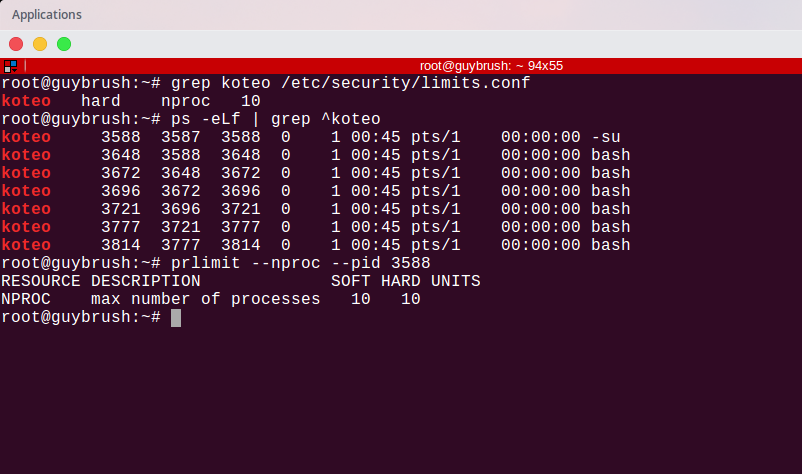 Applications
root@guybrush: ~ 94x55
root@guybrush:~# grep koteo /etc/security/limits.conf
koteo   hard    nproc   10
root@guybrush:~# ps -eLf | grep ^koteo
koteo     3588  3587  3588  0    1 00:45 pts/1    00:00:00 -su
koteo     3648  3588  3648  0    1 00:45 pts/1    00:00:00 bash
koteo     3672  3648  3672  0    1 00:45 pts/1    00:00:00 bash
koteo     3696  3672  3696  0    1 00:45 pts/1    00:00:00 bash
koteo     3721  3696  3721  0    1 00:45 pts/1    00:00:00 bash
koteo     3777  3721  3777  0    1 00:45 pts/1    00:00:00 bash
koteo     3814  3777  3814  0    1 00:45 pts/1    00:00:00 bash
root@guybrush:~# prlimit --nproc --pid 3588
RESOURCE DESCRIPTION             SOFT HARD UNITS
NPROC    max number of processes   10   10
root@guybrush:~#